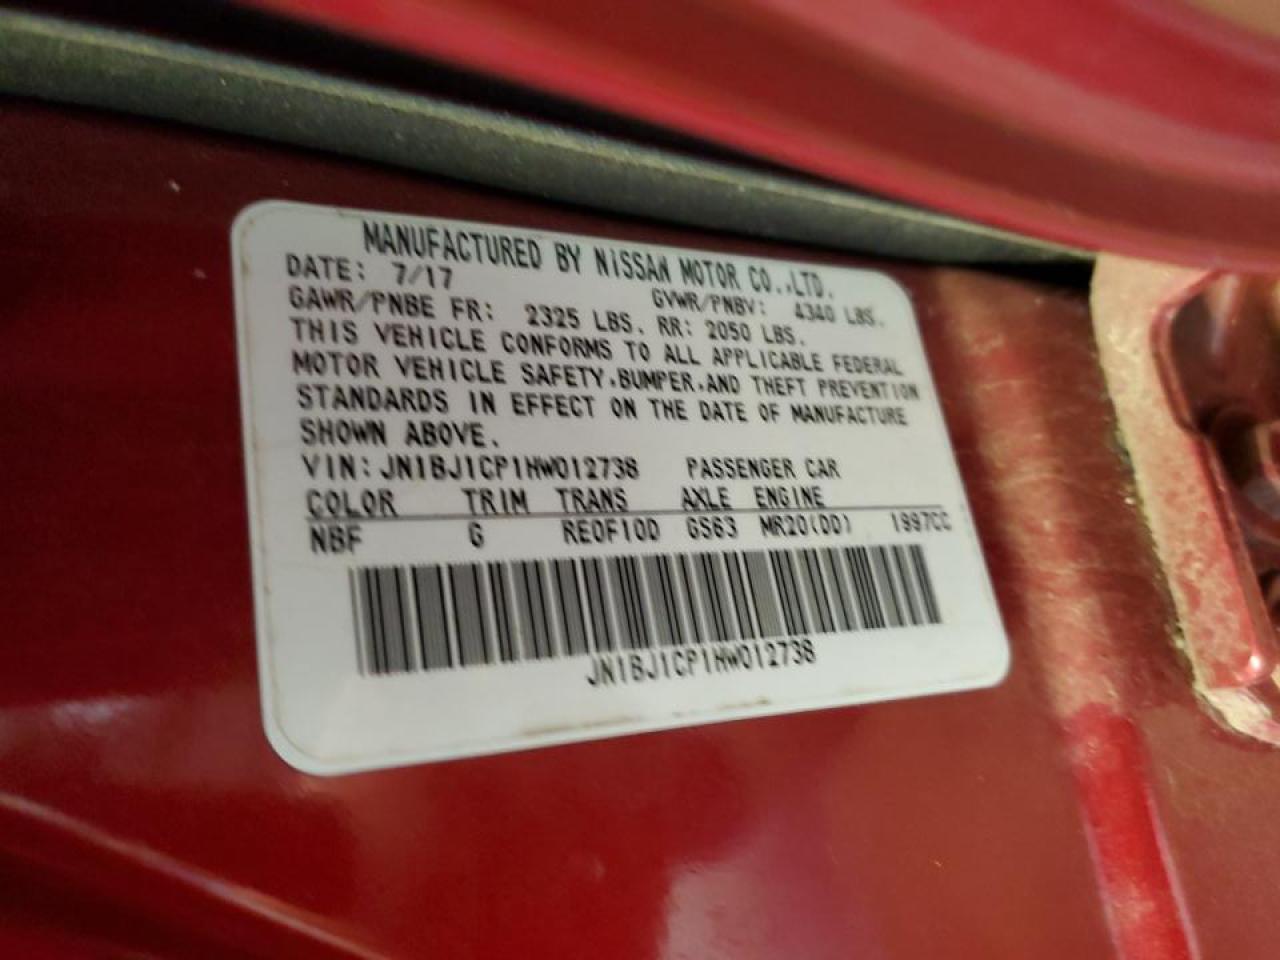 MANUFACTURED BY NISSAN MOTOR CO.,LTD.
DATE: 7/17 GVWR/PNBV: 4340 LBS.
GAWR/PNBE FR: 2325 LBS. RR: 2050 LBS.
THIS VEHICLE CONFORMS TO ALL APPLICABLE FEDERAL
MOTOR VEHICLE SAFETY,BUMPER,AND THEFT PREVENTION
STANDARDS IN EFFECT ON THE DATE OF MANUFACTURE
SHOWN ABOVE.
VIN: JN1BJ1CP1HW012738 PASSENGER CAR
COLOR TRIM TRANS AXLE ENGINE
NBF G RE0F10D GS63 MR20(DD) 1997CC
JN1BJ1CP1HW012738